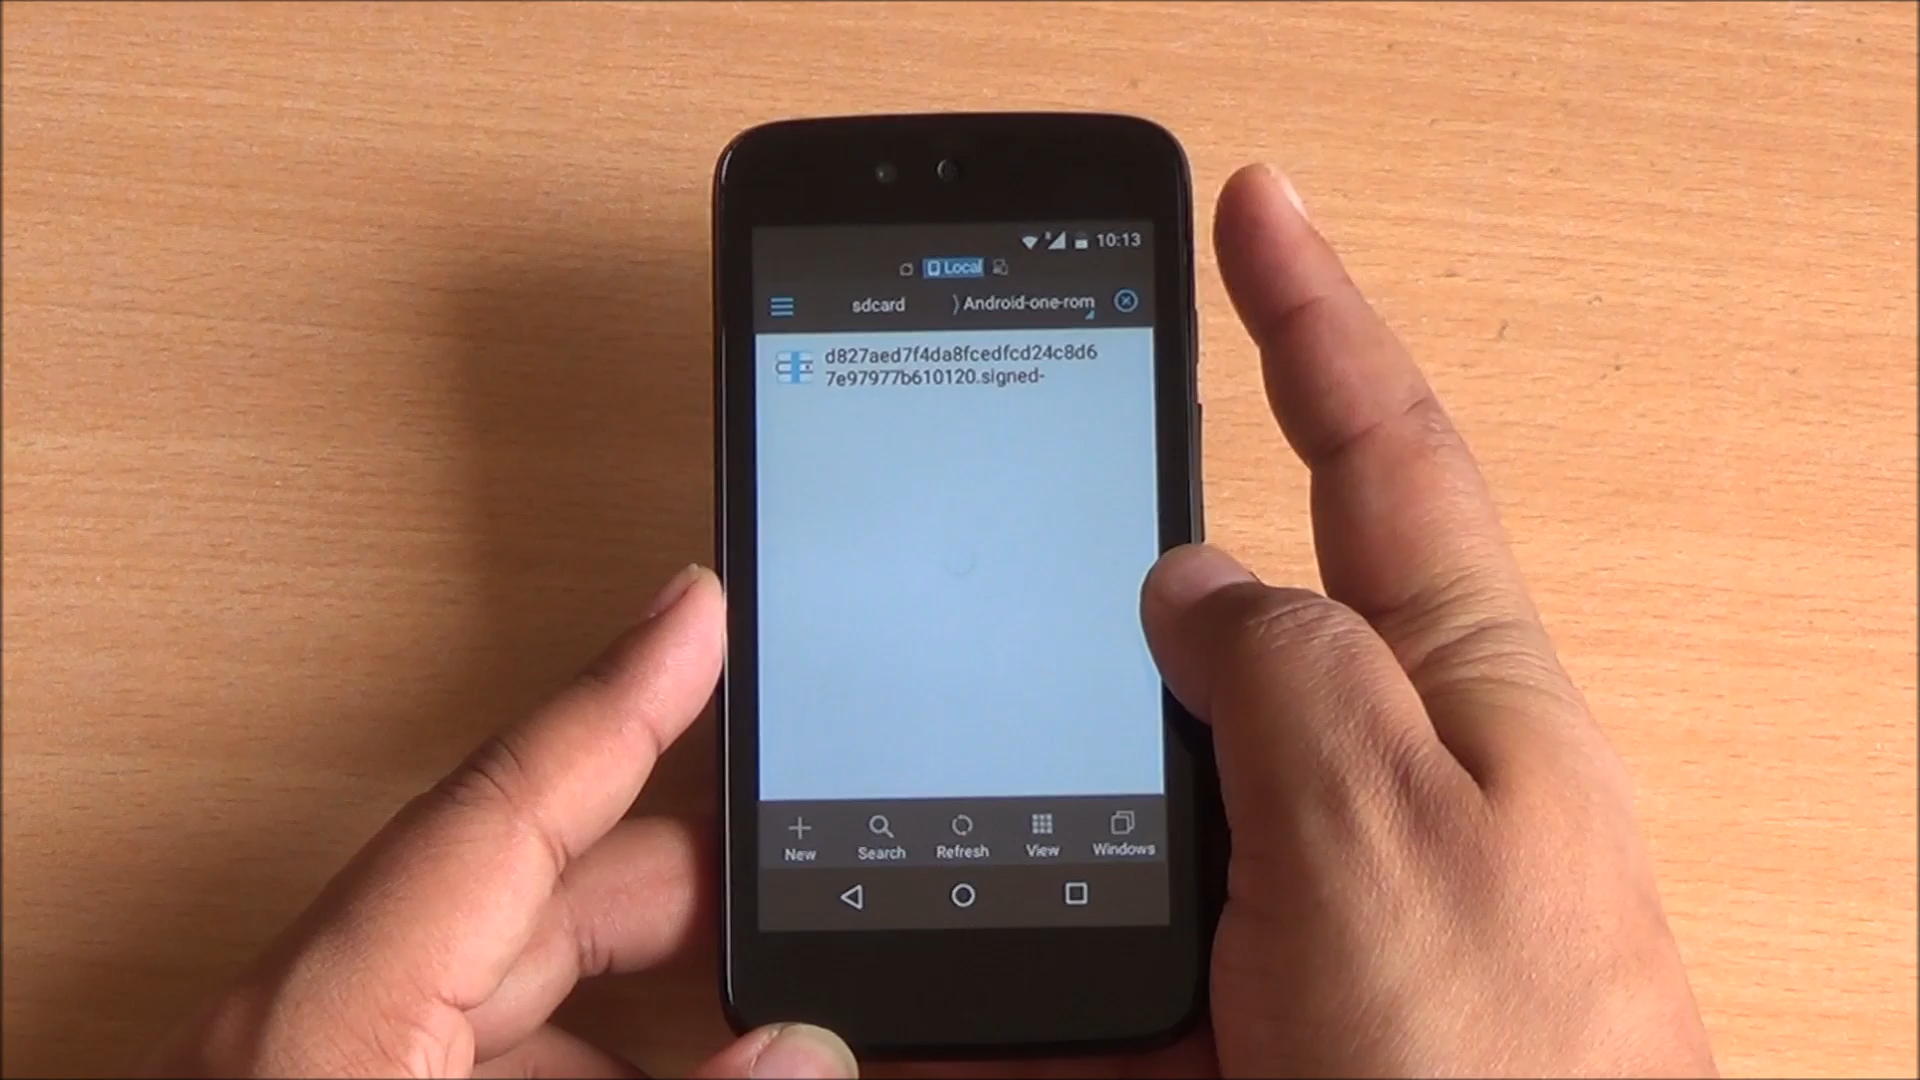 10:13
Local
sdcard Android-one-rom
d827aed7f4da8fcedfcd24c8d6
7e97977b610120.signed-
New Search Refresh View Windows